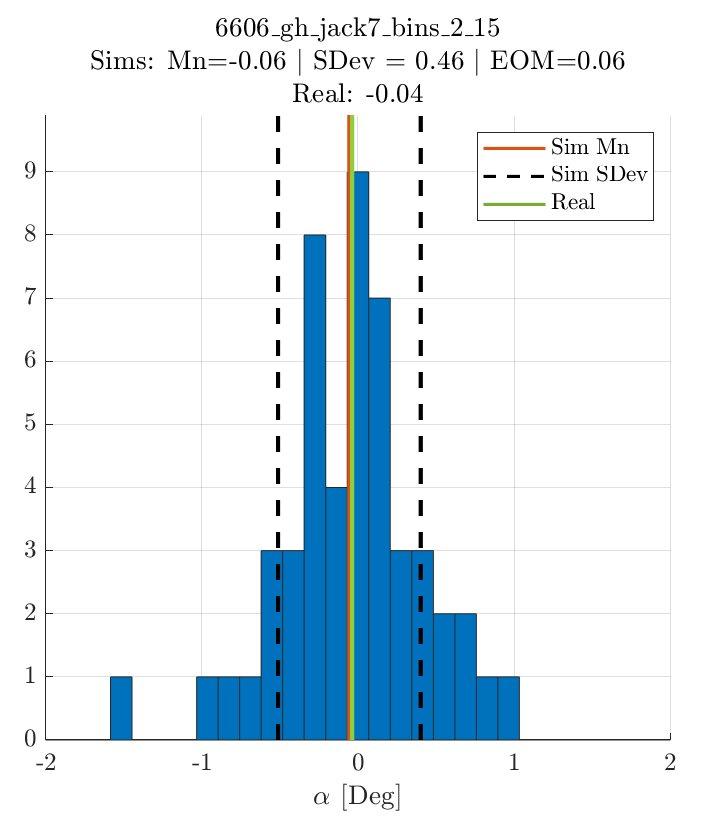 6606_gh_jack7_bins_2_15
Sims: Mn=-0.06 | SDev = 0.46 | EOM=0.06
Real: -0.04
Sim Mn
Sim SDev
Real
9
8
7
6
5
4
3
2
1
0
-2 -1 0 1 2
α [Deg]